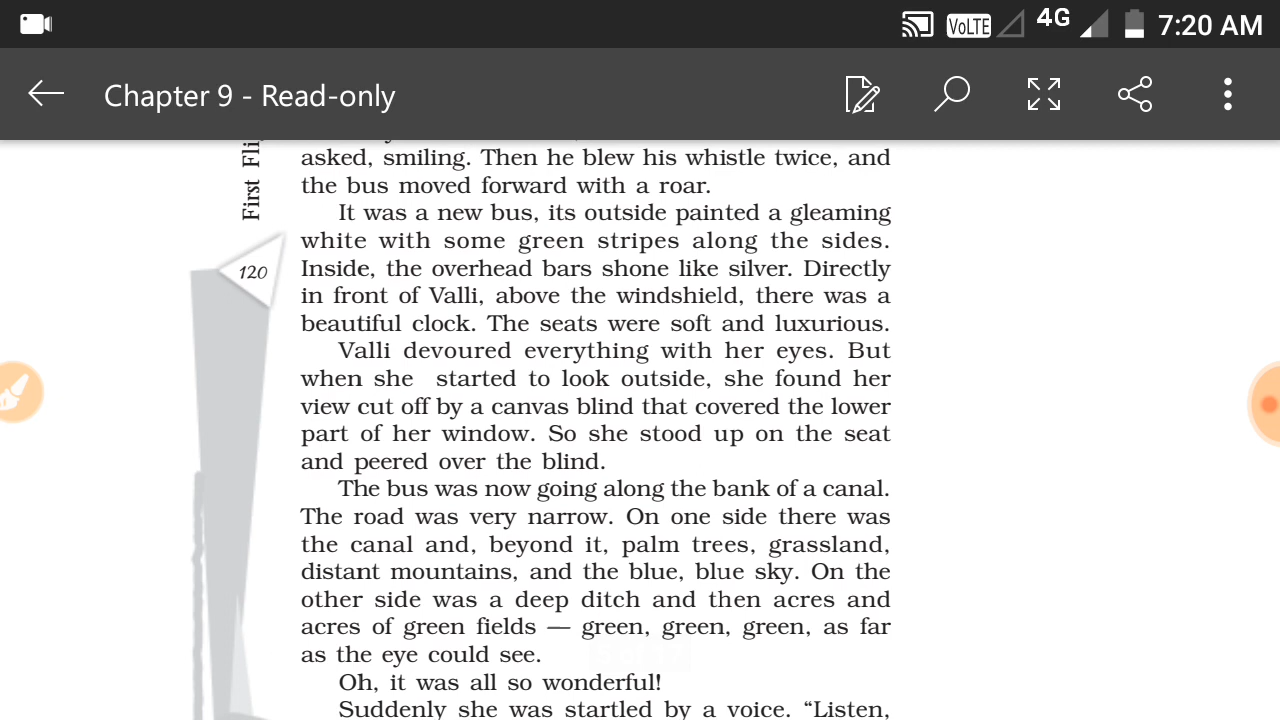 VoLTE 4G 7:20 AM
Chapter 9 - Read-only
First Fli
120
asked, smiling. Then he blew his whistle twice, and
the bus moved forward with a roar.
It was a new bus, its outside painted a gleaming
white with some green stripes along the sides.
Inside, the overhead bars shone like silver. Directly
in front of Valli, above the windshield, there was a
beautiful clock. The seats were soft and luxurious.
Valli devoured everything with her eyes. But
when she started to look outside, she found her
view cut off by a canvas blind that covered the lower
part of her window. So she stood up on the seat
and peered over the blind.
The bus was now going along the bank of a canal.
The road was very narrow. On one side there was
the canal and, beyond it, palm trees, grassland,
distant mountains, and the blue, blue sky. On the
other side was a deep ditch and then acres and
acres of green fields — green, green, green, as far
as the eye could see.
Oh, it was all so wonderful!
Suddenly she was startled by a voice. “Listen,